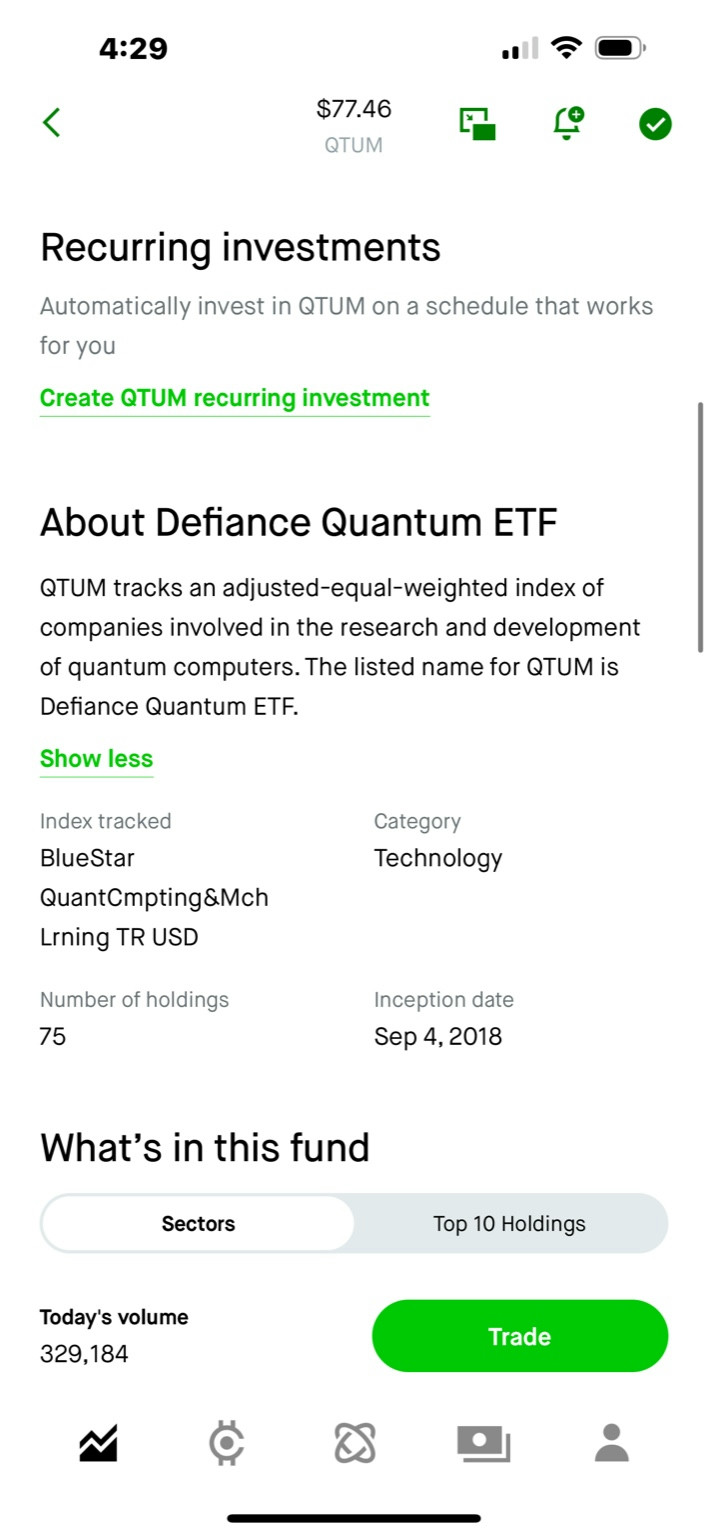 4:29
$77.46
QTUM
Recurring investments
Automatically invest in QTUM on a schedule that works
for you
Create QTUM recurring investment
About Defiance Quantum ETF
QTUM tracks an adjusted-equal-weighted index of
companies involved in the research and development
of quantum computers. The listed name for QTUM is
Defiance Quantum ETF.
Show less
Index tracked
BlueStar
QuantCmpting&Mch
Lrning TR USD
Category
Technology
Number of holdings
75
Inception date
Sep 4, 2018
What's in this fund
Sectors
Top 10 Holdings
Today's volume
329,184
Trade